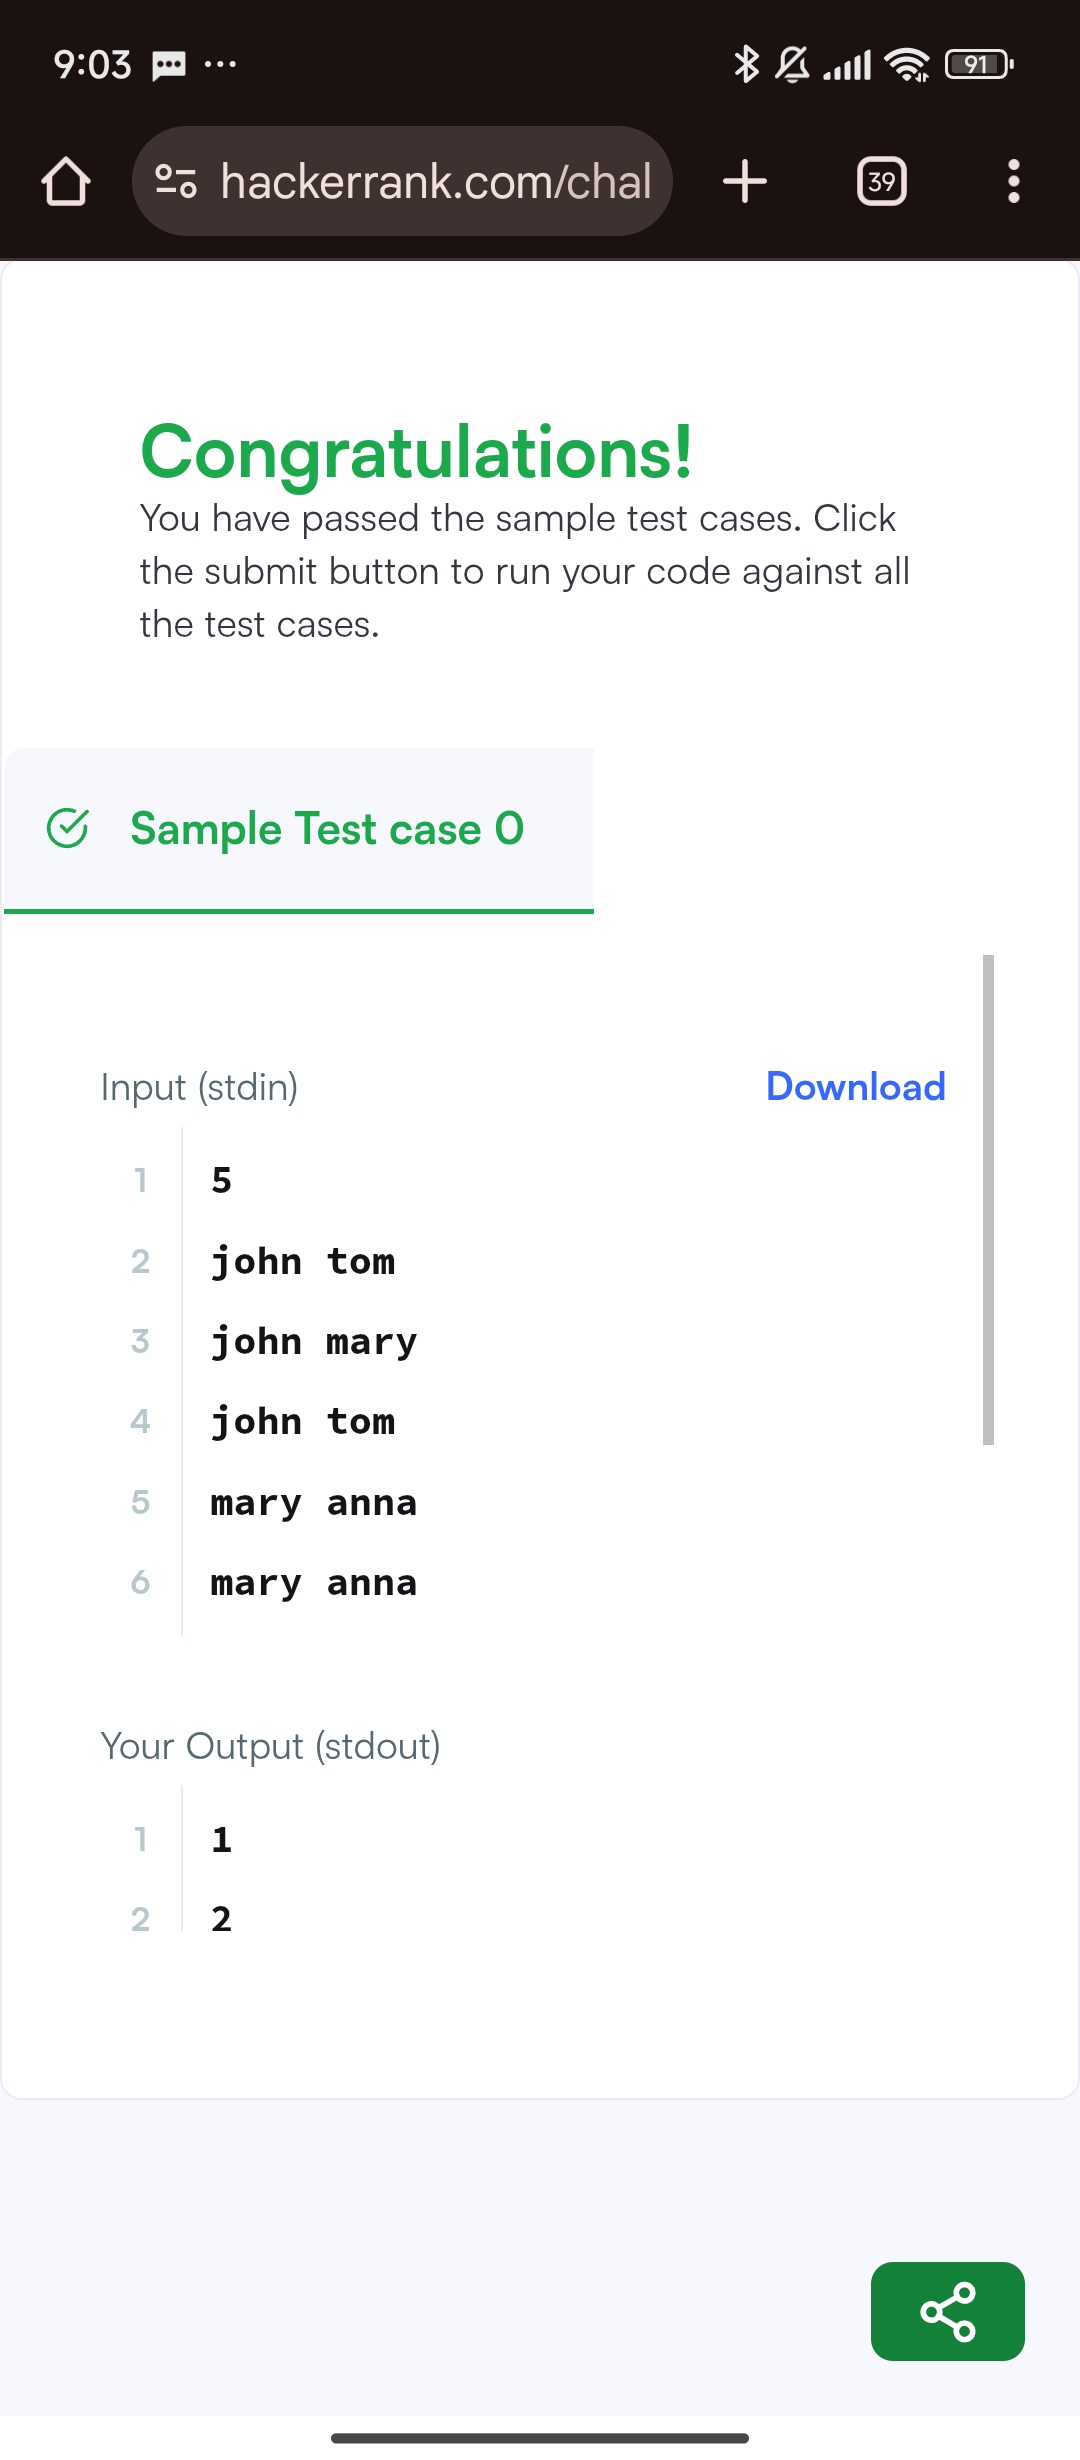 9:03
91
hackerrank.com/chal
39
Congratulations!
You have passed the sample test cases. Click
the submit button to run your code against all
the test cases.
Sample Test case 0
Input (stdin)
Download
1 5
2 john tom
3 john mary
4 john tom
5 mary anna
6 mary anna
Your Output (stdout)
1 1
2 2